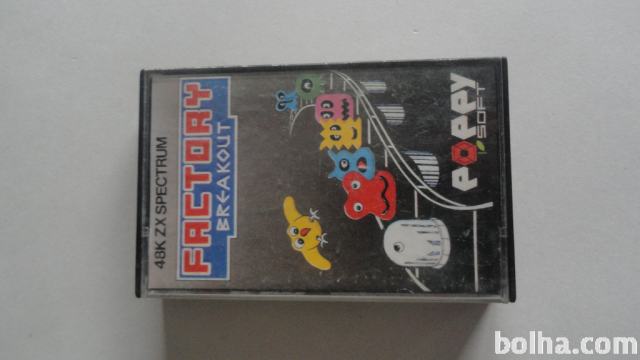 48K ZX SPECTRUM
FACTORY
BREAKOUT
POPPY
SOFT
bolha.com